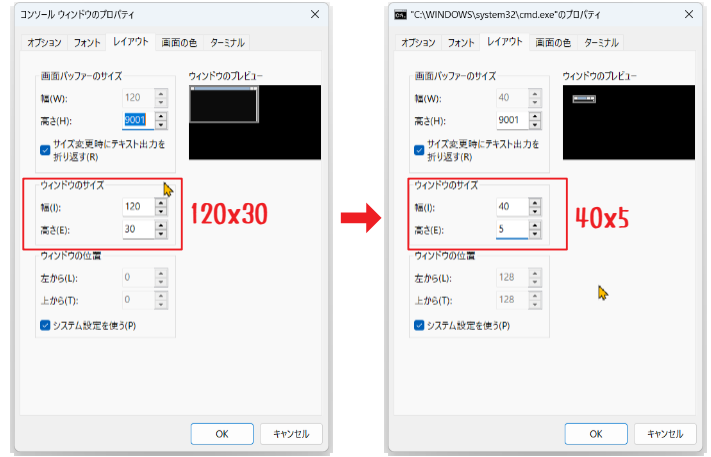 コンソール ウィンドウのプロパティ
オプション フォント レイアウト 画面の色 ターミナル
画面バッファーのサイズ
幅(W): 120
高さ(H): 9001
サイズ変更時にテキスト出力を
折り返す(R)
ウィンドウのプレビュー
ウィンドウのサイズ
幅(I): 120
高さ(E): 30
120x30
ウィンドウの位置
左から(L): 0
上から(T): 0
システム設定を使う(P)
OK キャンセル
"C:\WINDOWS\system32\cmd.exe"のプロパティ
オプション フォント レイアウト 画面の色 ターミナル
画面バッファーのサイズ
幅(W): 40
高さ(H): 9001
サイズ変更時にテキスト出力を
折り返す(R)
ウィンドウのプレビュー
ウィンドウのサイズ
幅(I): 40
高さ(E): 5
40x5
ウィンドウの位置
左から(L): 128
上から(T): 128
システム設定を使う(P)
OK キャンセル